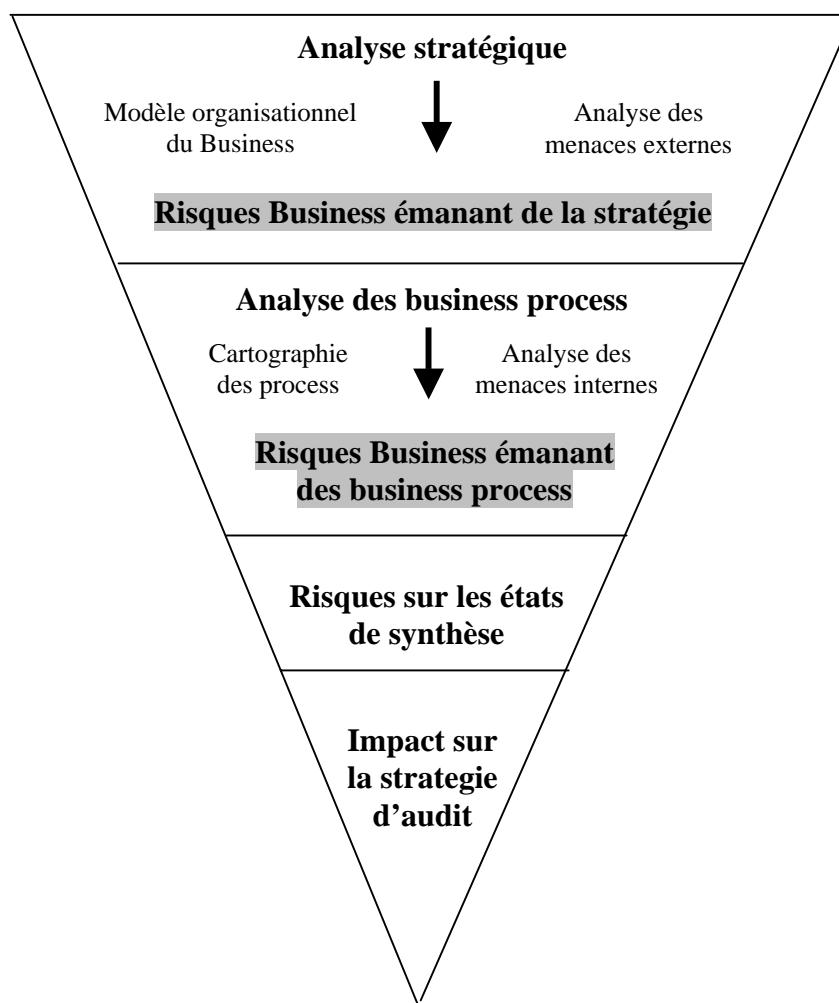 Analyse stratégique
Modèle organisationnel
du Business
Analyse des
menaces externes
Risques Business émanant de la stratégie
Analyse des business process
Cartographie
des process
Analyse des
menaces internes
Risques Business émanant
des business process
Risques sur les états
de synthèse
Impact sur
la strategie
d'audit